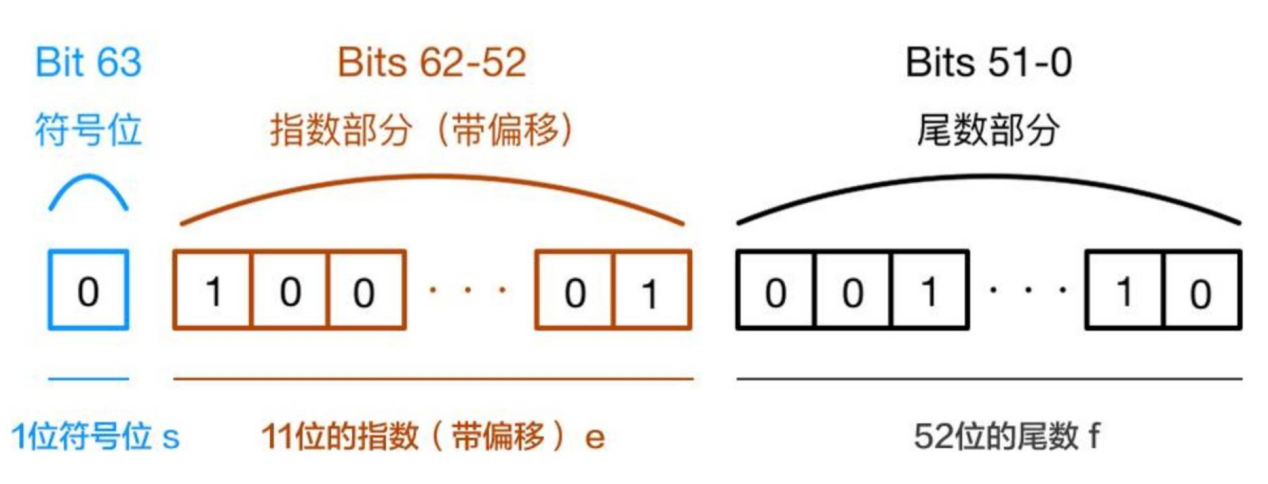 Bit 63 Bits 62-52 Bits 51-0
符号位 指数部分（带偏移） 尾数部分
0 1 0 0 · · · 0 1 0 0 1 · · · 1 0
1位符号位 s 11位的指数（带偏移）e 52位的尾数 f